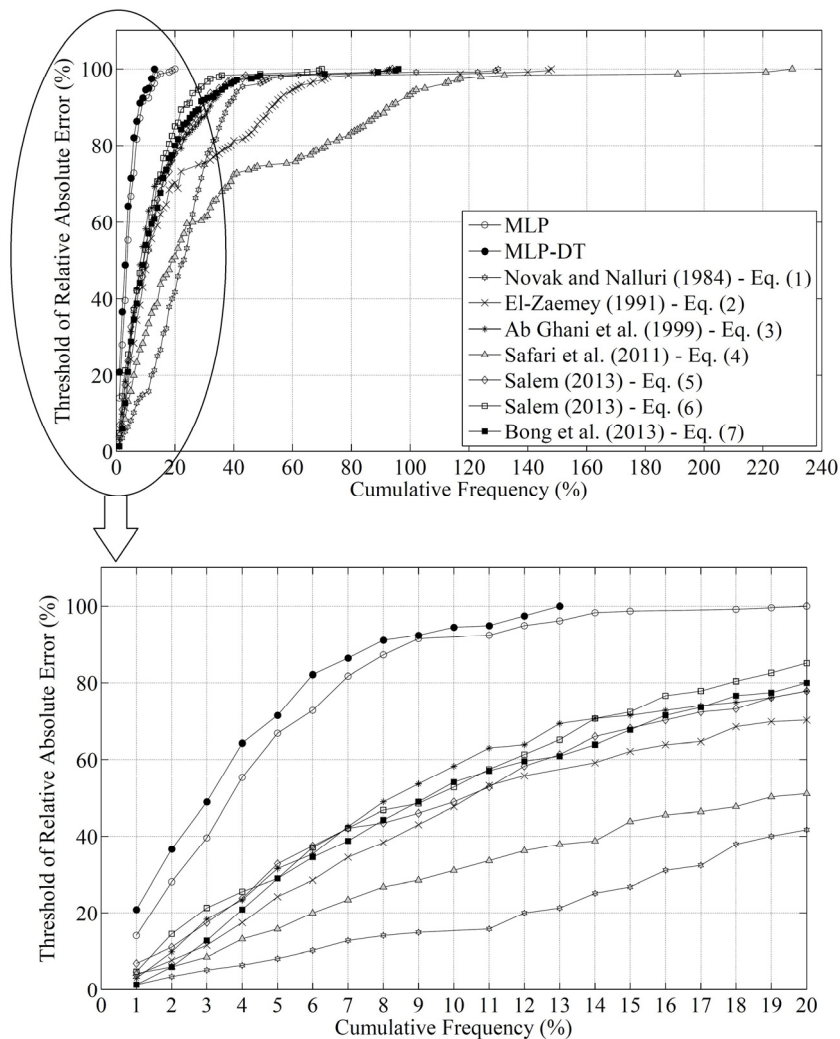 Threshold of Relative Absolute Error (%)
100
80
60
40
20
0
0 20 40 60 80 100 120 140 160 180 200 220 240
Cumulative Frequency (%)
MLP
MLP-DT
Novak and Nalluri (1984) - Eq. (1)
El-Zaemey (1991) - Eq. (2)
Ab Ghani et al. (1999) - Eq. (3)
Safari et al. (2011) - Eq. (4)
Salem (2013) - Eq. (5)
Salem (2013) - Eq. (6)
Bong et al. (2013) - Eq. (7)
Threshold of Relative Absolute Error (%)
100
80
60
40
20
0
0 1 2 3 4 5 6 7 8 9 10 11 12 13 14 15 16 17 18 19 20
Cumulative Frequency (%)